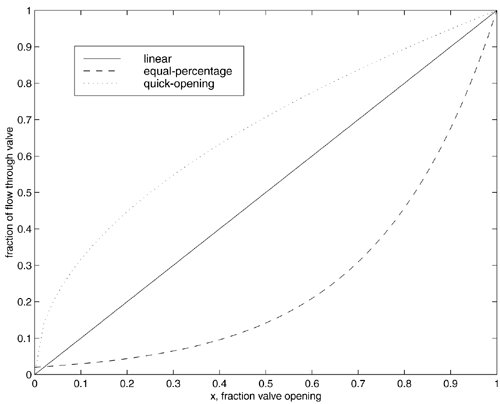 1
0.9
0.8
0.7
0.6
0.5
0.4
0.3
0.2
0.1
0
fraction of flow through valve
linear
equal-percentage
quick-opening
0 0.1 0.2 0.3 0.4 0.5 0.6 0.7 0.8 0.9 1
x, fraction valve opening